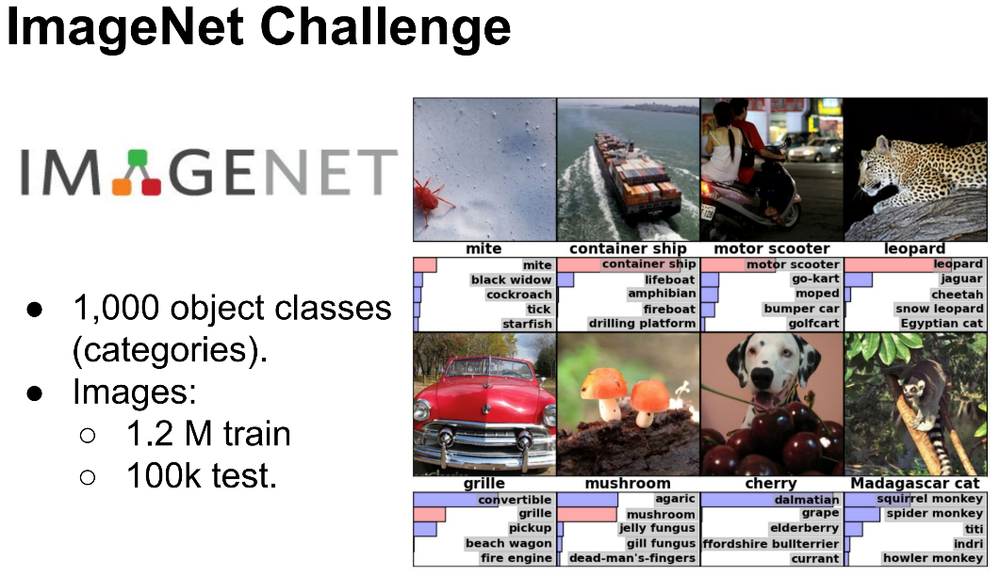 ImageNet Challenge
IMAGENET
● 1,000 object classes
(categories).
● Images:
○ 1.2 M train
○ 100k test.
mite
container ship
motor scooter
leopard
mite
black widow
cockroach
tick
starfish
container ship
lifeboat
amphibian
fireboat
drilling platform
motor scooter
go-kart
moped
bumper car
golfcart
leopard
jaguar
cheetah
snow leopard
Egyptian cat
grille
mushroom
cherry
Madagascar cat
convertible
grille
pickup
beach wagon
fire engine
agaric
mushroom
jelly fungus
gill fungus
dead-man's-fingers
dalmatian
grape
elderberry
ffordshire bullterrier
currant
squirrel monkey
spider monkey
titi
indri
howler monkey